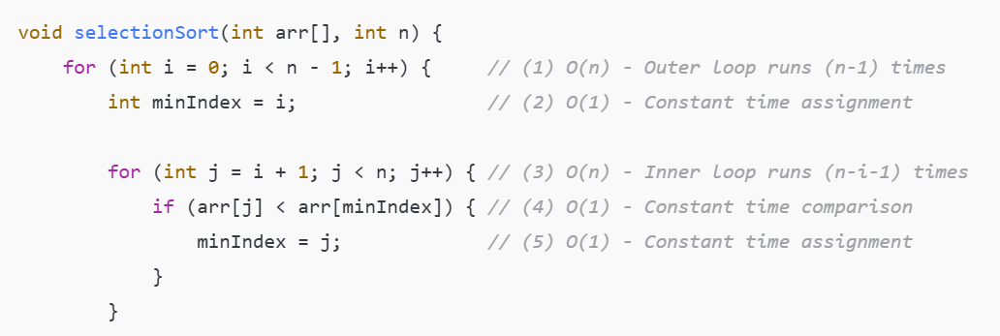 void selectionSort(int arr[], int n) {
    for (int i = 0; i < n - 1; i++) {     // (1) O(n) - Outer loop runs (n-1) times
        int minIndex = i;                 // (2) O(1) - Constant time assignment
        for (int j = i + 1; j < n; j++) { // (3) O(n) - Inner loop runs (n-i-1) times
            if (arr[j] < arr[minIndex]) { // (4) O(1) - Constant time comparison
                minIndex = j;             // (5) O(1) - Constant time assignment
            }
        }